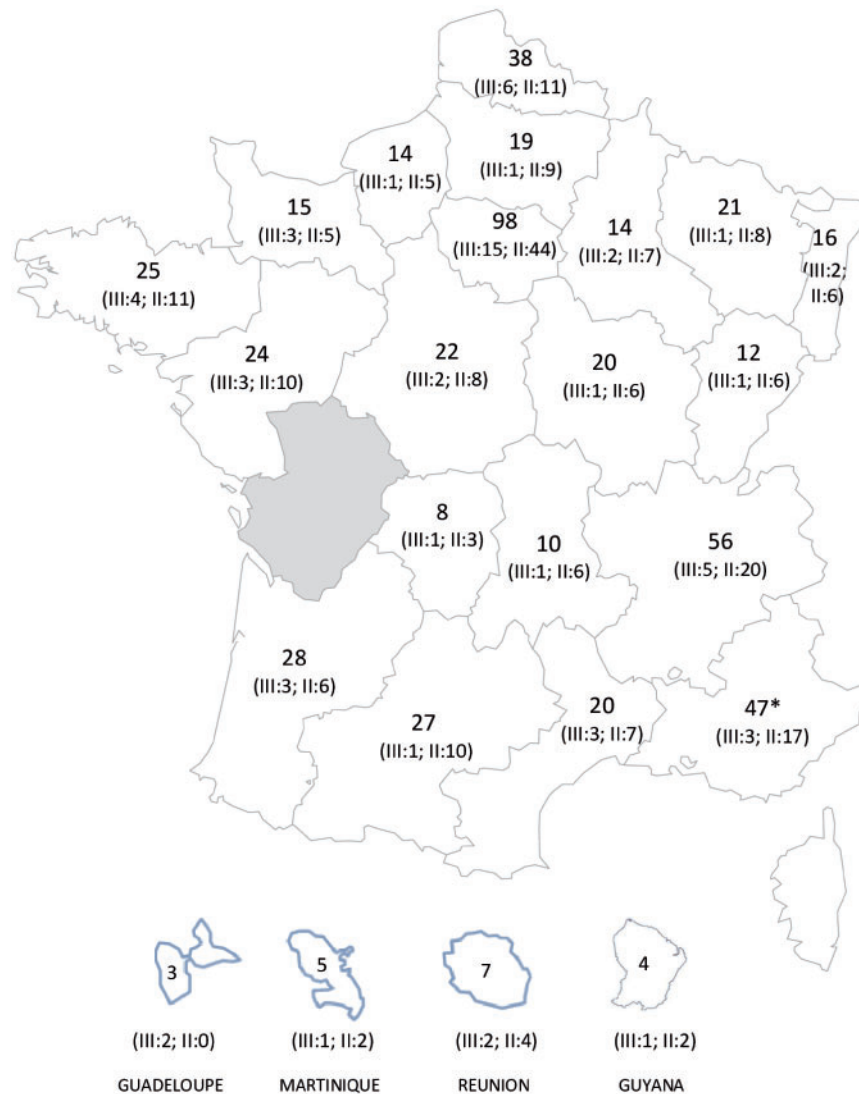 38
(III:6; II:11)
19
(III:1; II:9)
14
(III:1; II:5)
15
(III:3; II:5)
98
(III:15; II:44)
14
(III:2; II:7)
21
(III:1; II:8)
16
(III:2;
II:6)
25
(III:4; II:11)
24
(III:3; II:10)
22
(III:2; II:8)
20
(III:1; II:6)
12
(III:1; II:6)
8
(III:1; II:3)
10
(III:1; II:6)
56
(III:5; II:20)
28
(III:3; II:6)
27
(III:1; II:10)
20
(III:3; II:7)
47*
(III:3; II:17)
3
5
7
4
(III:2; II:0)
(III:1; II:2)
(III:2; II:4)
(III:1; II:2)
GUADELOUPE
MARTINIQUE
REUNION
GUYANA